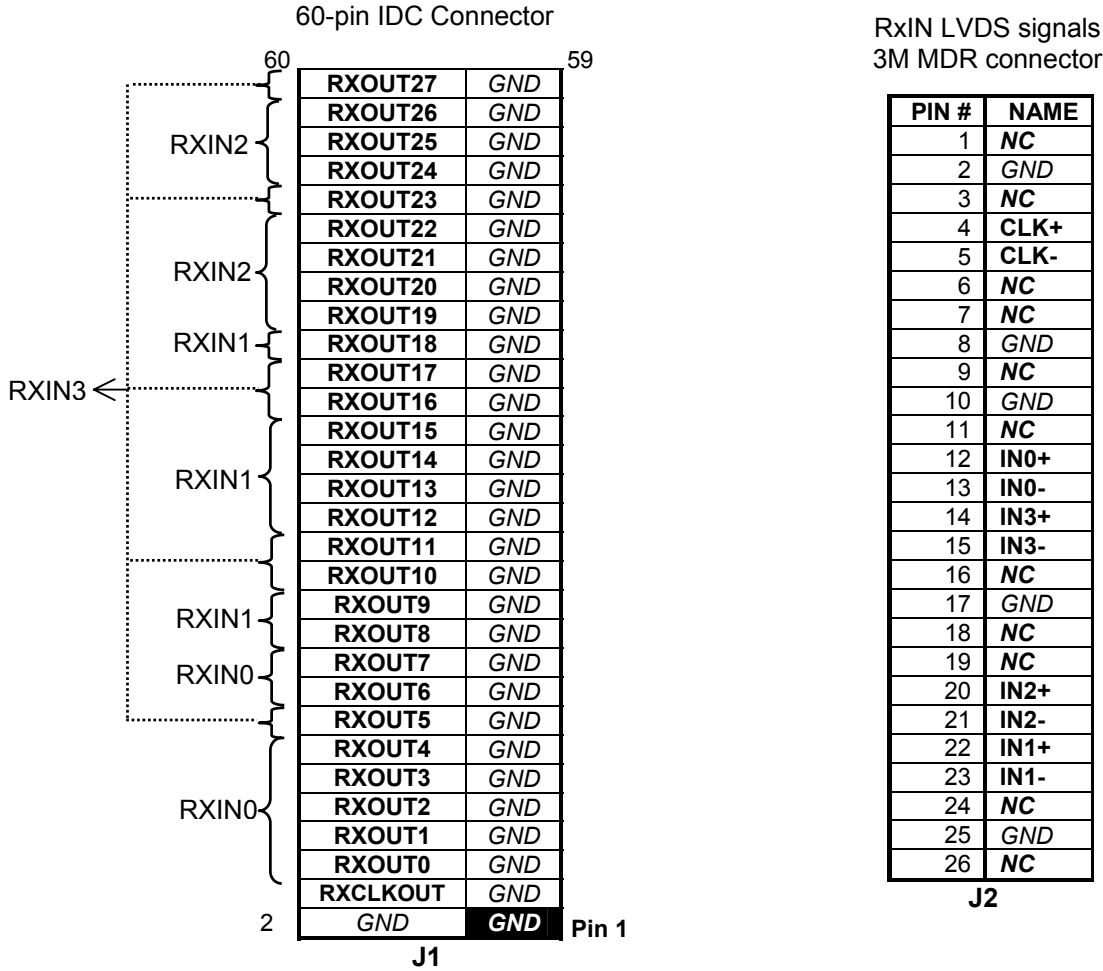 60-pin IDC Connector
60 59
RXOUT27 GND
RXOUT26 GND
RXIN2 RXOUT25 GND
RXOUT24 GND
RXOUT23 GND
RXOUT22 GND
RXIN2 RXOUT21 GND
RXOUT20 GND
RXOUT19 GND
RXIN1 RXOUT18 GND
RXOUT17 GND
RXIN3 RXOUT16 GND
RXOUT15 GND
RXOUT14 GND
RXIN1 RXOUT13 GND
RXOUT12 GND
RXOUT11 GND
RXOUT10 GND
RXIN1 RXOUT9 GND
RXOUT8 GND
RXIN0 RXOUT7 GND
RXOUT6 GND
RXOUT5 GND
RXOUT4 GND
RXOUT3 GND
RXIN0 RXOUT2 GND
RXOUT1 GND
RXOUT0 GND
RXCLKOUT GND
2 GND GND Pin 1
J1
RxIN LVDS signals
3M MDR connector
PIN # NAME
1 NC
2 GND
3 NC
4 CLK+
5 CLK-
6 NC
7 NC
8 GND
9 NC
10 GND
11 NC
12 IN0+
13 IN0-
14 IN3+
15 IN3-
16 NC
17 GND
18 NC
19 NC
20 IN2+
21 IN2-
22 IN1+
23 IN1-
24 NC
25 GND
26 NC
J2